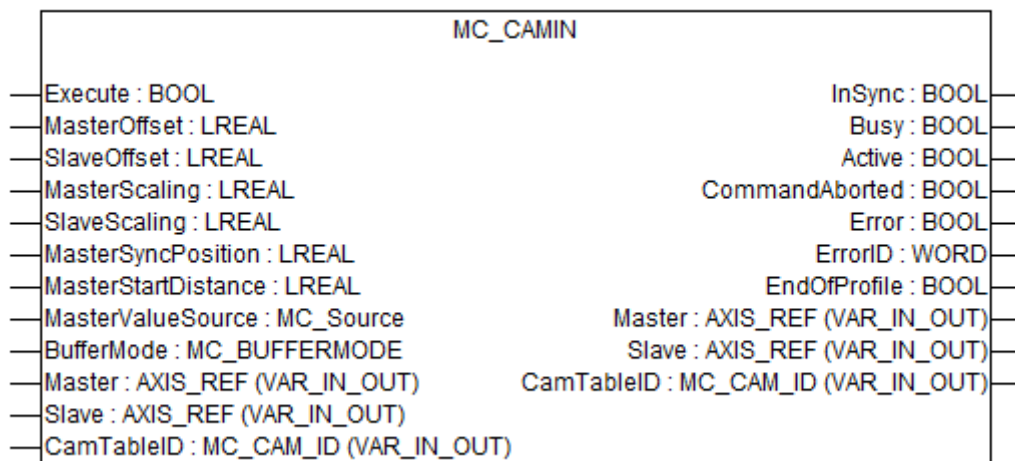 MC_CAMIN
Execute : BOOL
InSync : BOOL
MasterOffset : LREAL
Busy : BOOL
SlaveOffset : LREAL
Active : BOOL
MasterScaling : LREAL
CommandAborted : BOOL
SlaveScaling : LREAL
Error : BOOL
MasterSyncPosition : LREAL
ErrorID : WORD
MasterStartDistance : LREAL
EndOfProfile : BOOL
MasterValueSource : MC_Source
Master : AXIS_REF (VAR_IN_OUT)
BufferMode : MC_BUFFERMODE
Slave : AXIS_REF (VAR_IN_OUT)
Master : AXIS_REF (VAR_IN_OUT)
CamTableID : MC_CAM_ID (VAR_IN_OUT)
Slave : AXIS_REF (VAR_IN_OUT)
CamTableID : MC_CAM_ID (VAR_IN_OUT)